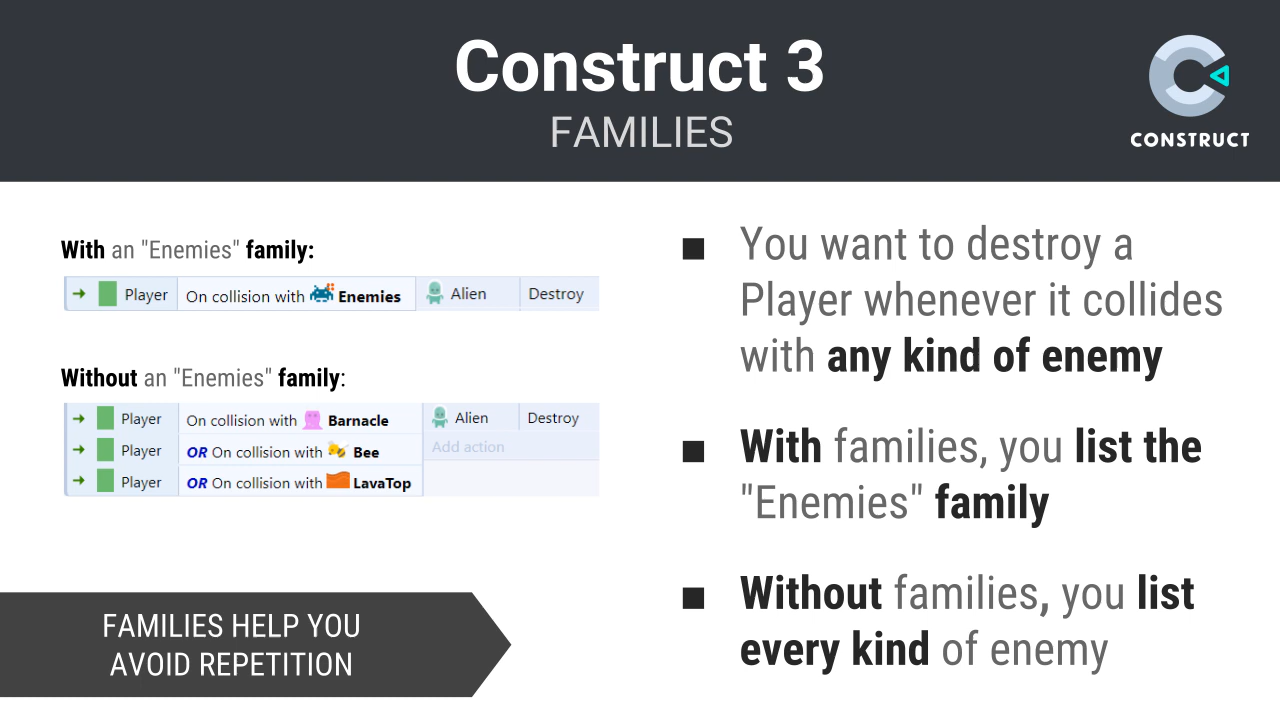 Construct 3
FAMILIES
CONSTRUCT
With an "Enemies" family:
Player On collision with Enemies Alien Destroy
Without an "Enemies" family:
Player On collision with Barnacle Alien Destroy
Player OR On collision with Bee Add action
Player OR On collision with LavaTop
FAMILIES HELP YOU
AVOID REPETITION
■ You want to destroy a
Player whenever it collides
with any kind of enemy
■ With families, you list the
"Enemies" family
■ Without families, you list
every kind of enemy